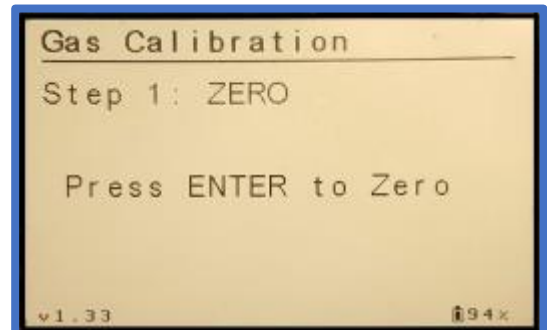 Gas Calibration
Step 1: ZERO
Press ENTER to Zero
v1.33
94%